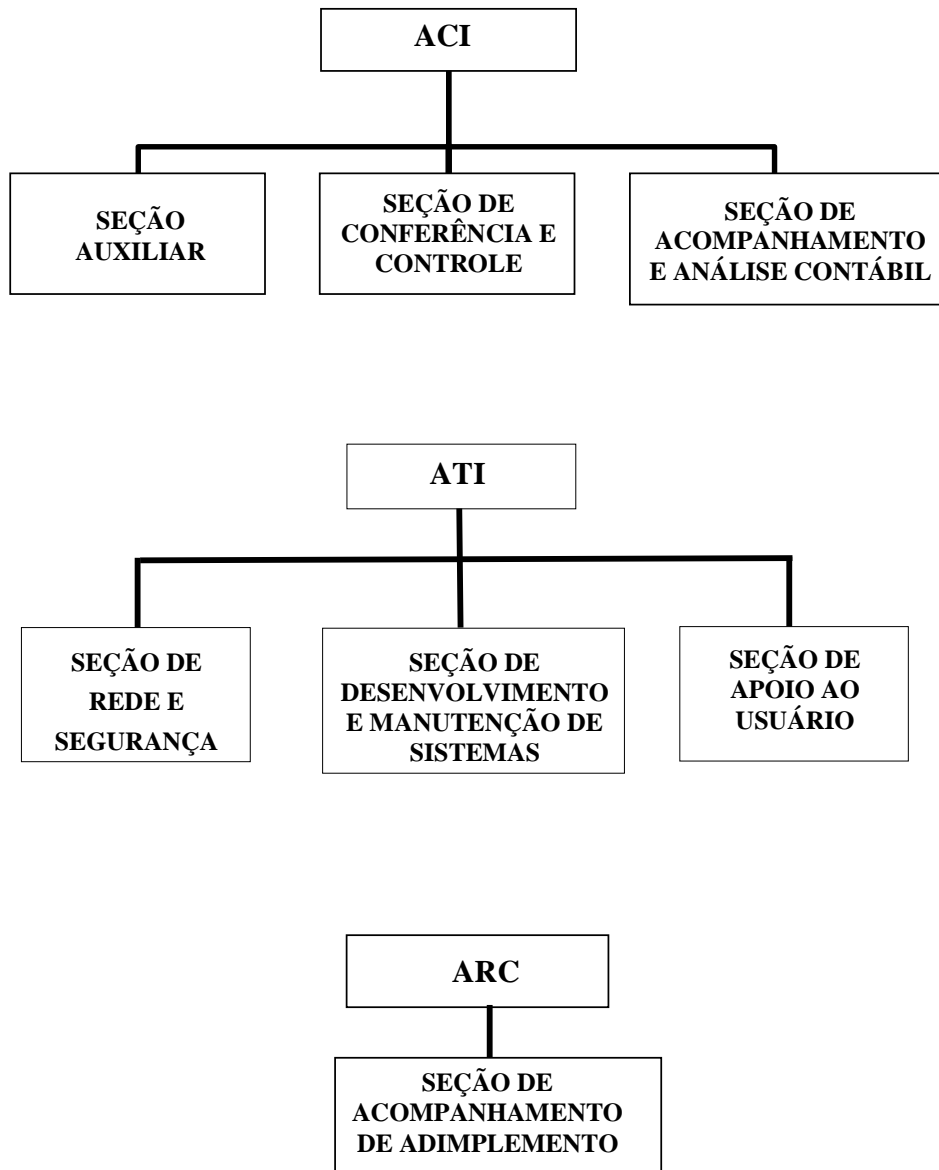 ACI
SEÇÃO
AUXILIAR
SEÇÃO DE
CONFERÊNCIA E
CONTROLE
SEÇÃO DE
ACOMPANHAMENTO
E ANÁLISE CONTÁBIL
ATI
SEÇÃO DE
REDE E
SEGURANÇA
SEÇÃO DE
DESENVOLVIMENTO
E MANUTENÇÃO DE
SISTEMAS
SEÇÃO DE
APOIO AO
USUÁRIO
ARC
SEÇÃO DE
ACOMPANHAMENTO
DE ADIMPLEMENTO